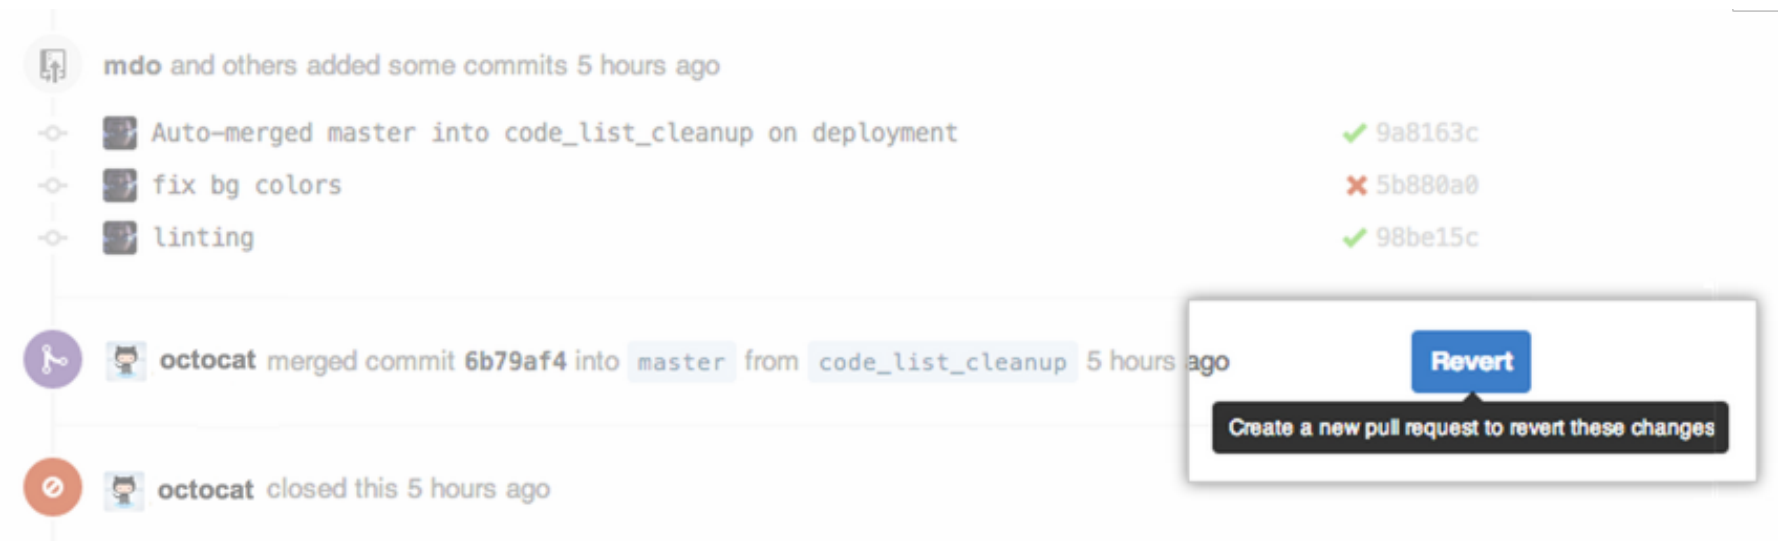 mdo and others added some commits 5 hours ago
Auto-merged master into code_list_cleanup on deployment 9a8163c
fix bg colors 5b880a0
linting 98be15c
octocat merged commit 6b79af4 into master from code_list_cleanup 5 hours ago Revert
Create a new pull request to revert these changes
octocat closed this 5 hours ago